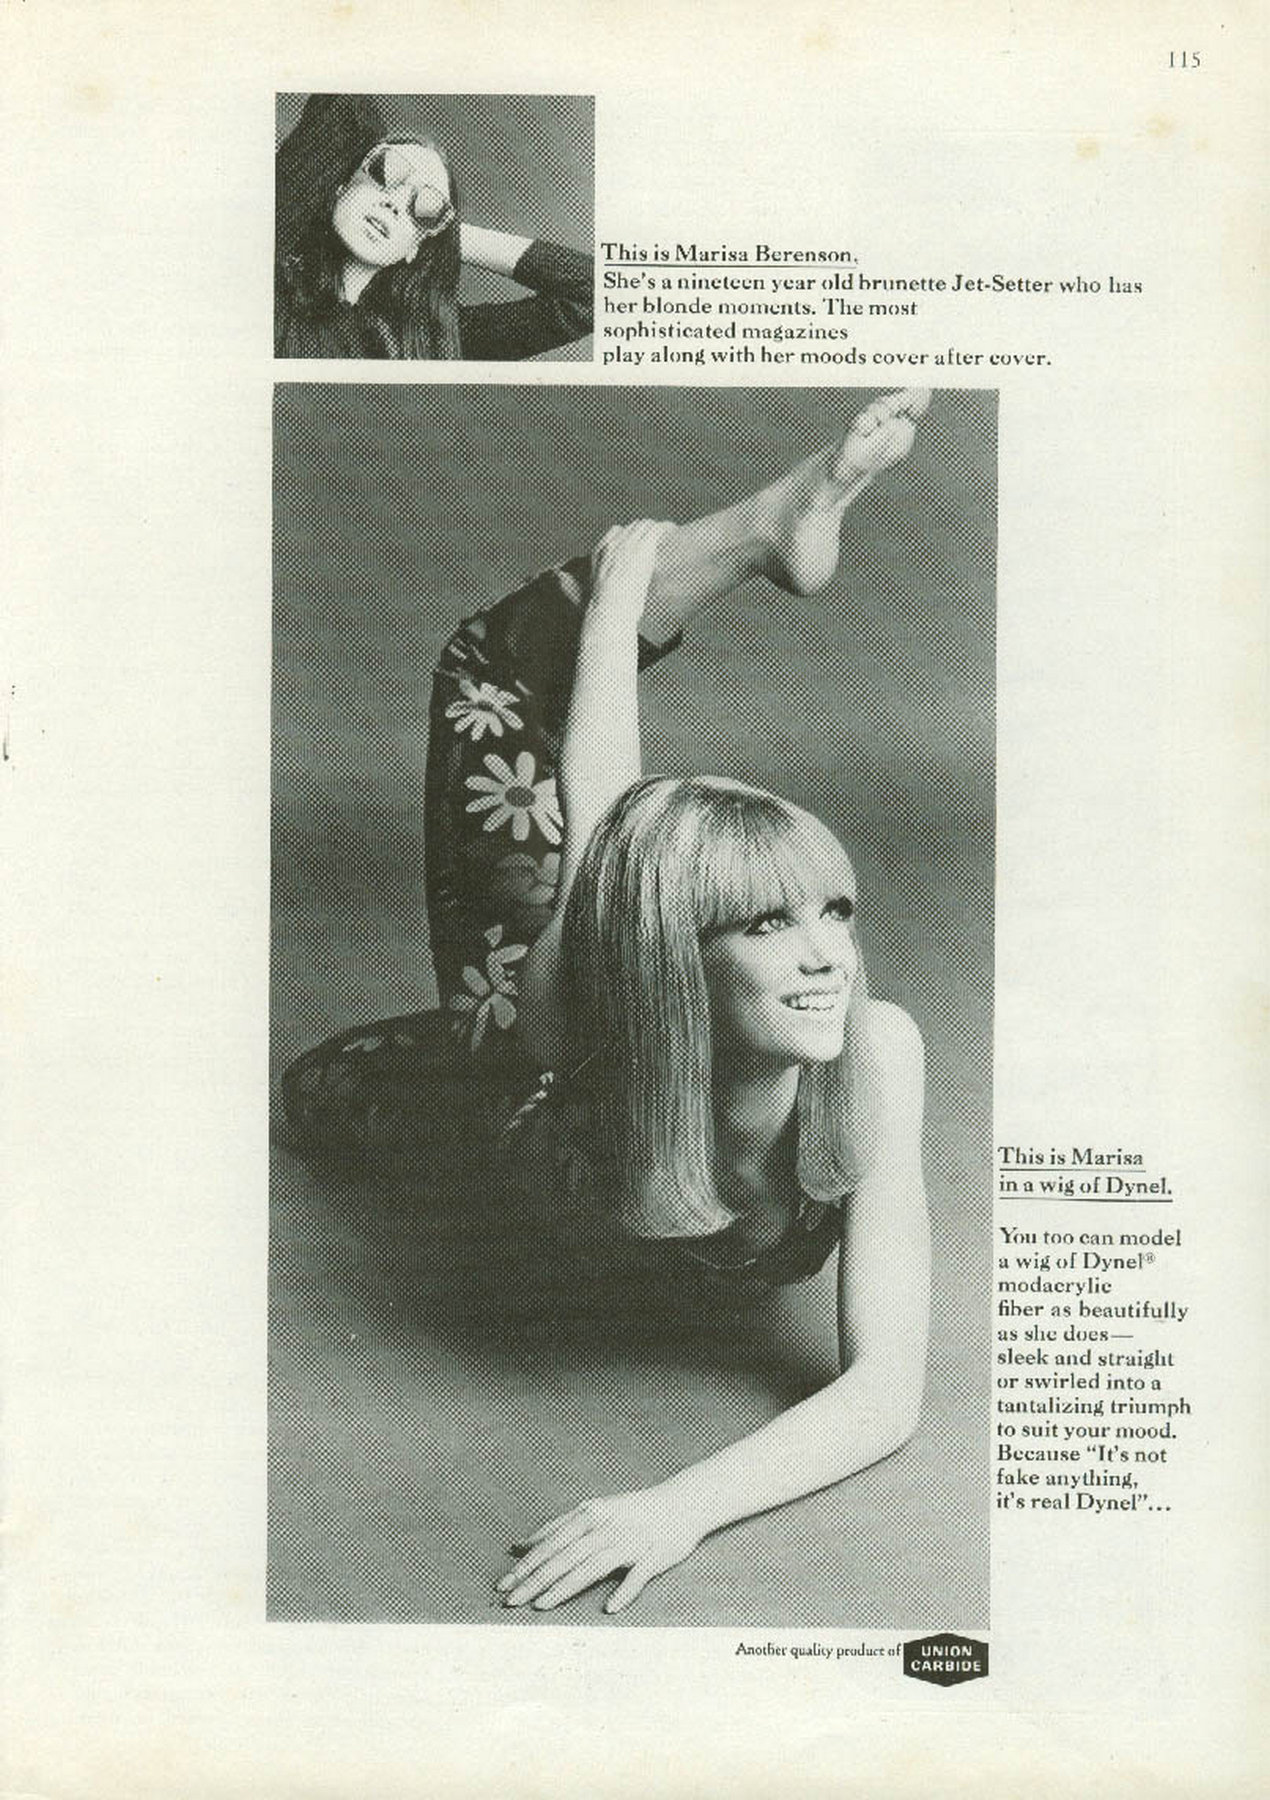 115
This is Marisa Berenson.
She's a nineteen year old brunette Jet-Setter who has
her blonde moments. The most
sophisticated magazines
play along with her moods cover after cover.
This is Marisa
in a wig of Dynel.
You too can model
a wig of Dynel®
modacrylic
fiber as beautifully
as she does—
sleek and straight
or swirled into a
tantalizing triumph
to suit your mood.
Because "It's not
fake anything,
it's real Dynel"...
Another quality product of
UNION
CARBIDE